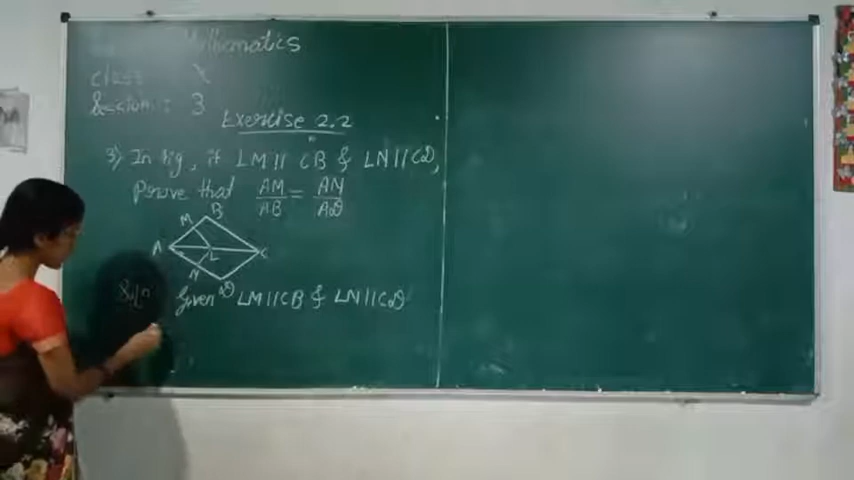 Mathematics
class X
Session : 3
Exercise 2.2
3) In fig, if LM || CB & LN || CD,
Prove that AM/AB = AN/AD
M B
A L C
N
D
Soln Given LM || CB & LN || CD